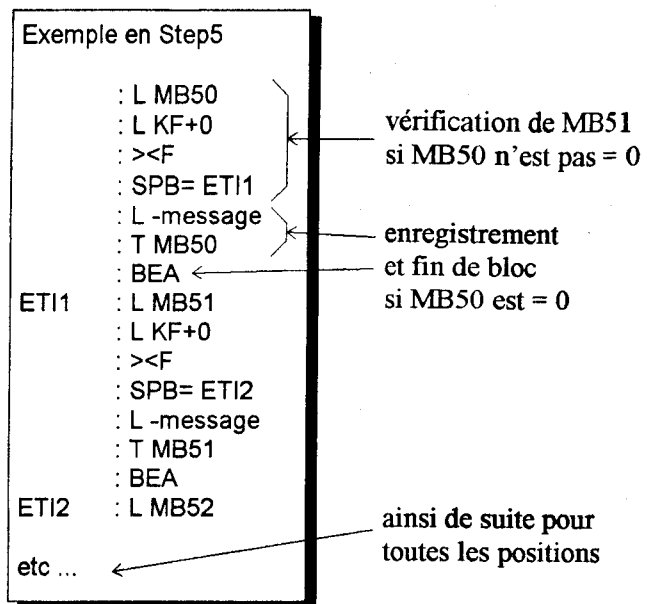 Exemple en Step5
: L MB50
: L KF+0
: ><F
: SPB= ETI1
: L -message
: T MB50
: BEA
ETI1 : L MB51
: L KF+0
: ><F
: SPB= ETI2
: L -message
: T MB51
: BEA
ETI2 : L MB52
etc ...
vérification de MB51
si MB50 n'est pas = 0
enregistrement
et fin de bloc
si MB50 est = 0
ainsi de suite pour
toutes les positions